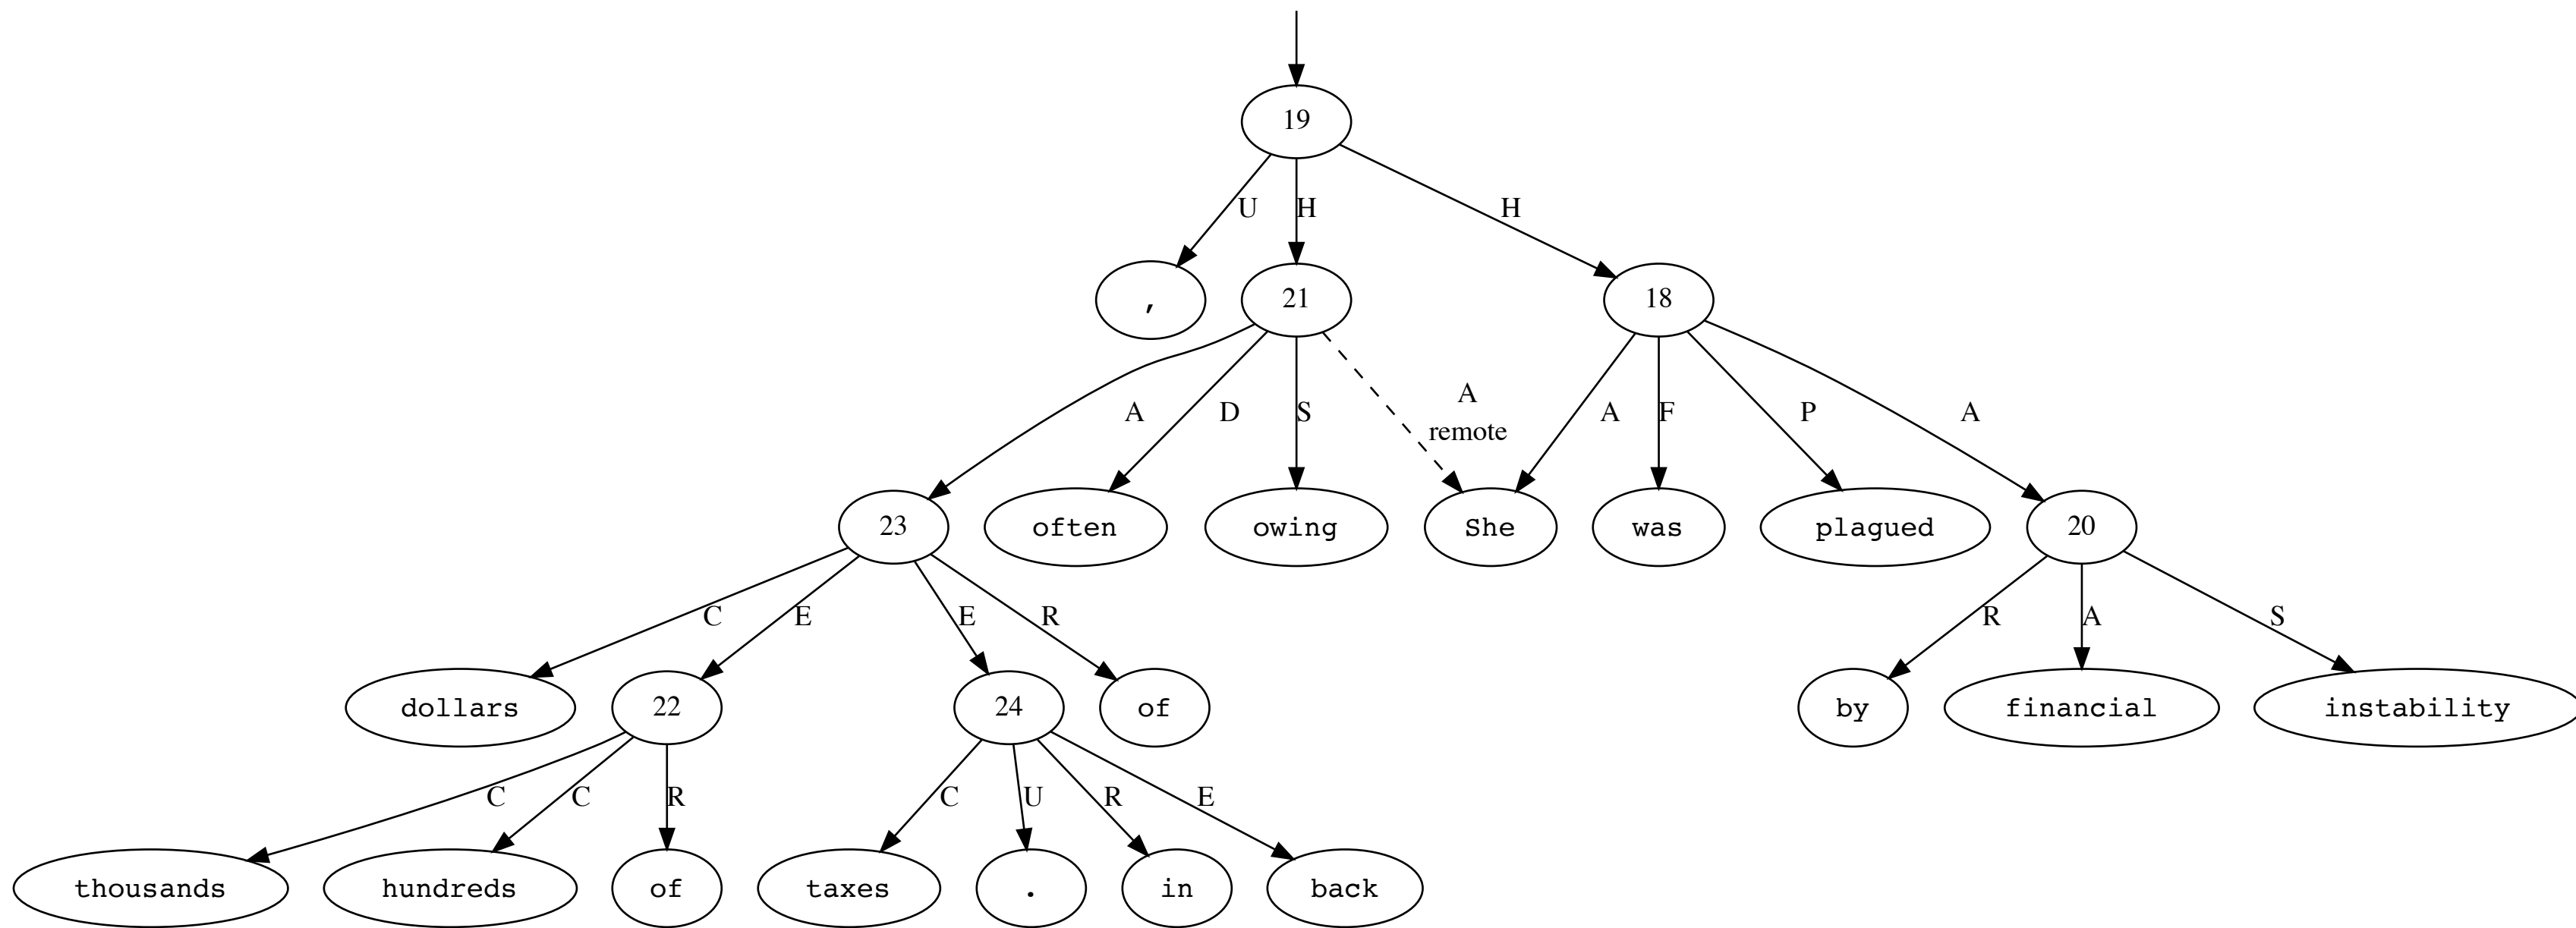 19
U H H
, 21 18
A D S A remote A F P A
23 often owing She was plagued 20
C E E R R A S
dollars 22 24 of by financial instability
C C R C U R E
thousands hundreds of taxes . in back